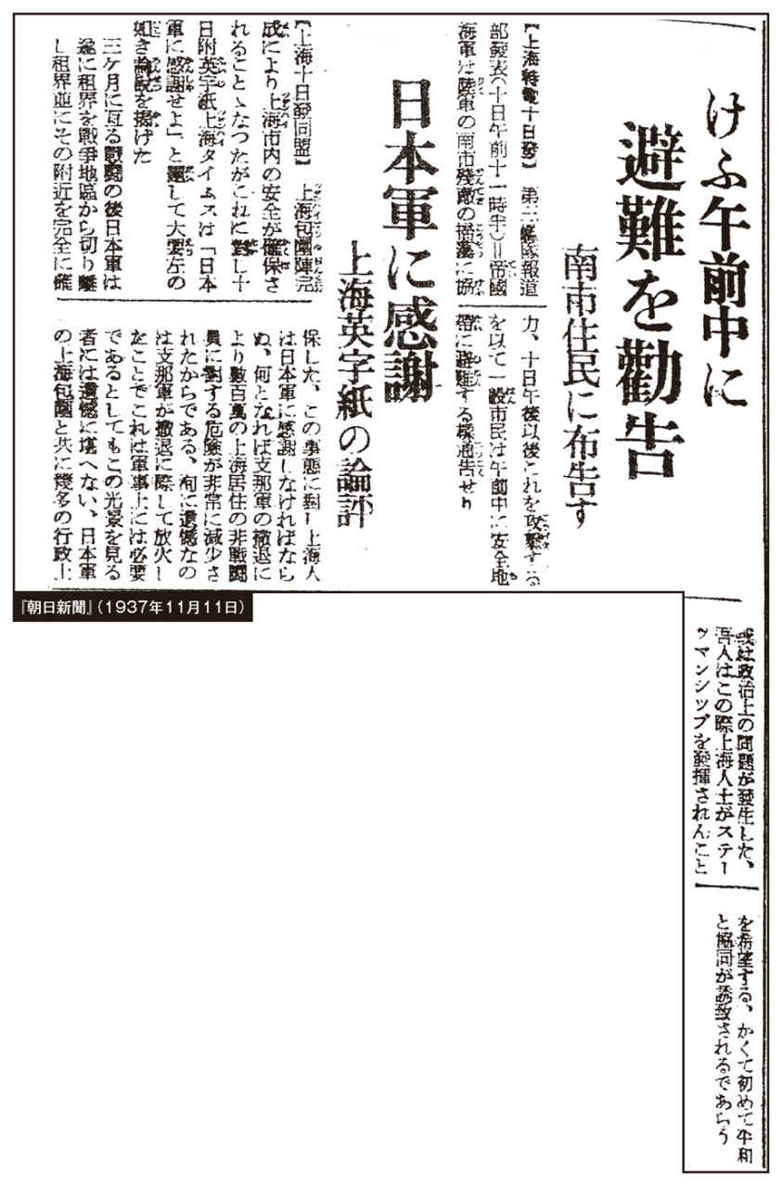 けふ午前中に
避難を勸吿
南市住民に布吿す
【上海特電十日發】 第三艦隊報道
部發表(十日午前十一時半)＝帝國
海軍は陸軍の南市殘敵の掃蕩に協
力、十日午後以後これを攻擊する
を以て一般市民は午前中に安全地
帶に避難する樣通吿せり
日本軍に感謝
上海英字紙の論評
【上海十日發同盟】 上海包圍陣完
成により上海市内の安全が確保さ
れることゝなつたがこれに對し十
日附英字紙上海タイムスは「日本
軍に感謝せよ」と題して大要左の
如き論說を揭げた
三ケ月に亙る戰鬪の後日本軍は
遂に租界を戰爭地區から切り離
し租界並にその附近を完全に確
保した、この事態に對し上海人
は日本軍に感謝しなければなら
ぬ、何となれば支那軍の撤退に
より數百萬の上海居住の非戰鬪
員に對する危險が非常に減少さ
れたからである、洵に遺憾なの
は支那軍が撤退に際して放火し
たことでこれは軍事上には必要
であるとしてもこの光景を見る
者には遺憾に堪へない、日本軍
の上海包圍と共に幾多の行政上
或は政治上の問題が發生した、
吾人はこの際上海人士がステー
ツマンシップを發揮されんこと
を希望する、かくて初めて平和
と協同が誘致されるであらう
『朝日新聞』(1937年11月11日)